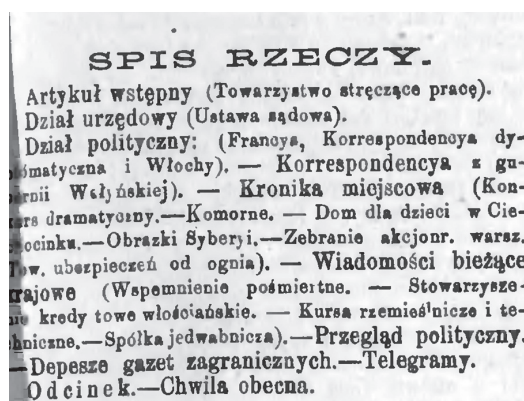 SPIS RZECZY.
Artykuł wstępny (Towarzystwo stręczące pracę).
Dział urzędowy (Ustawa sądowa).
Dział polityczny: (Francya, Korrespondencya dy-
plomatyczna i Włochy). — Korrespondencya z gu-
bernii Wołyńskiej). — Kronika miejscowa (Kon-
kurs dramatyczny.—Komorne. — Dom dla dzieci w Cie-
chocinku.—Obrazki Syberyi.—Zebranie akcjonr. warsz.
Tow. ubezpieczeń od ognia). — Wiadomości bieżące
krajowe (Wspomnienie pośmiertne. — Stowarzysze-
nie kredytowe włościańskie. — Kursa rzemieślnicze i te-
chniczne.—Spółka jedwabnicza).—Przegląd polityczny.
—Depesze gazet zagranicznych.—Telegramy.
Odcinek.—Chwila obecna.